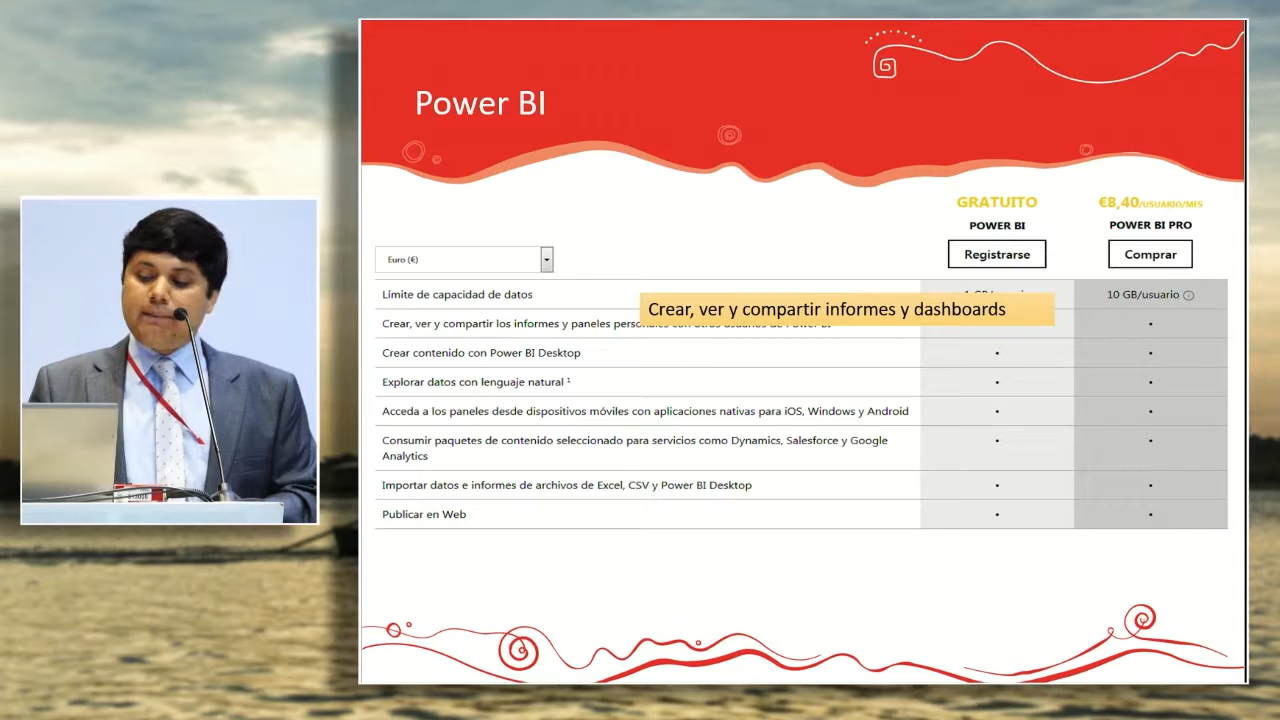 Power BI
GRATUITO
€8,40/USUARIO/MES
POWER BI
POWER BI PRO
Euro (€)
Registrarse
Comprar
Límite de capacidad de datos
10 GB/usuario
Crear, ver y compartir informes y dashboards
Crear, ver y compartir los informes y paneles
Crear contenido con Power BI Desktop
Explorar datos con lenguaje natural ¹
Acceda a los paneles desde dispositivos móviles con aplicaciones nativas para iOS, Windows y Android
Consumir paquetes de contenido seleccionado para servicios como Dynamics, Salesforce y Google
Analytics
Importar datos e informes de archivos de Excel, CSV y Power BI Desktop
Publicar en Web